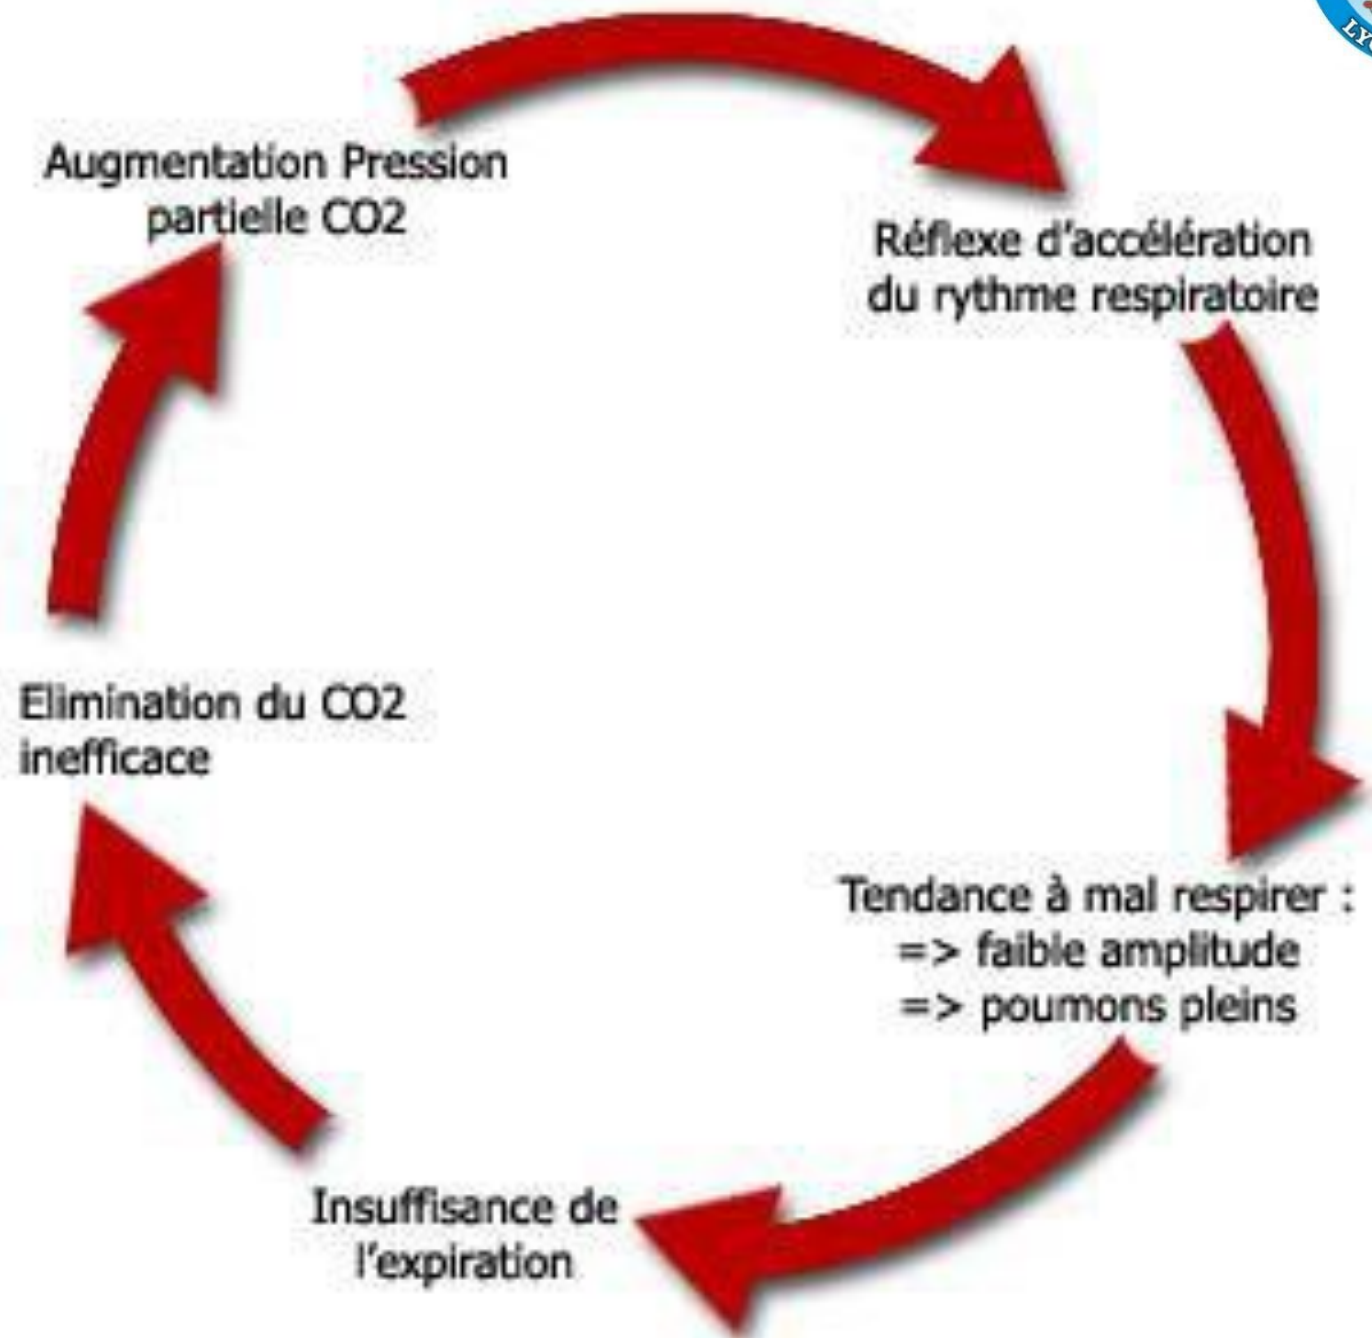 Augmentation Pression
partielle CO2
Réflexe d'accélération
du rythme respiratoire
Tendance à mal respirer :
=> faible amplitude
=> poumons pleins
Insuffisance de
l'expiration
Elimination du CO2
inefficace